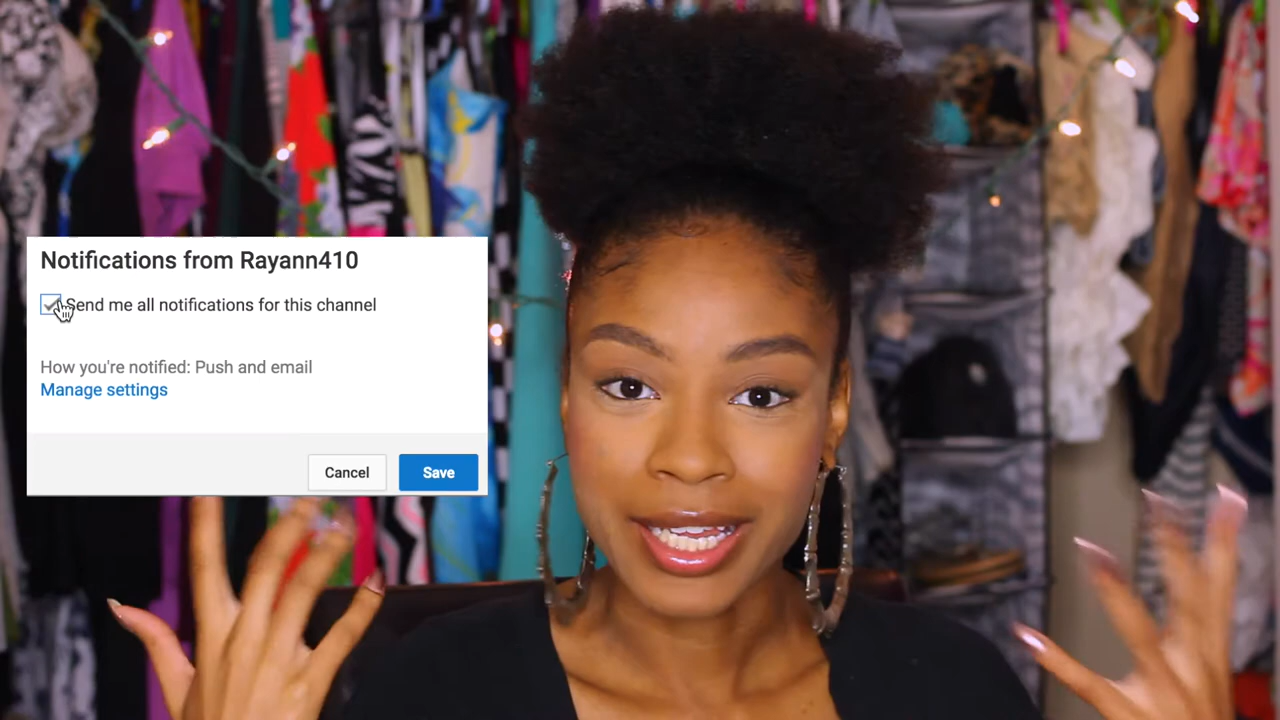 Notifications from Rayann410
Send me all notifications for this channel
How you're notified: Push and email
Manage settings
Cancel
Save